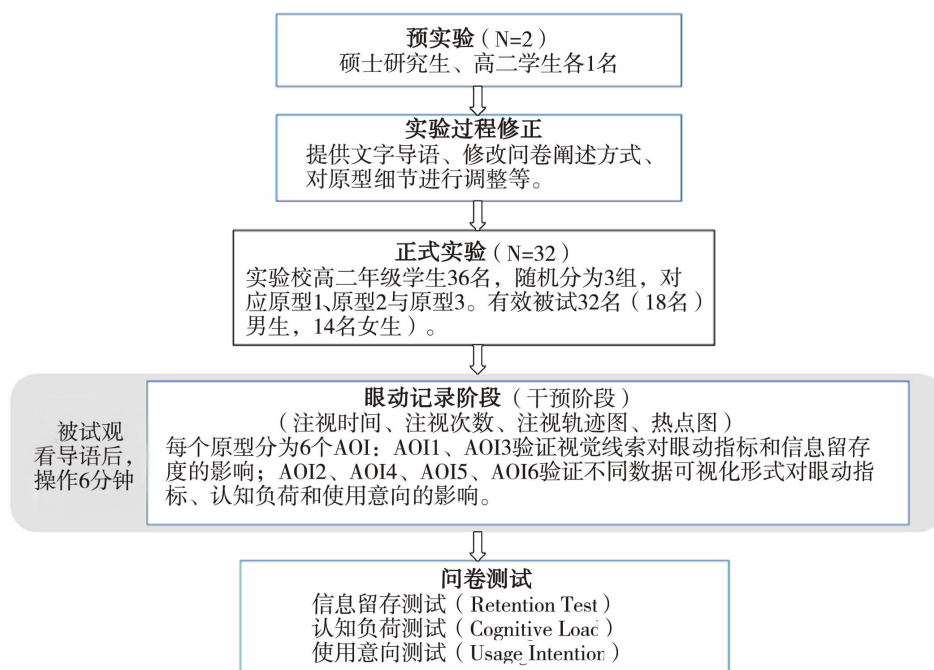 预实验（N=2）
硕士研究生、高二学生各1名
实验过程修正
提供文字导语、修改问卷阐述方式、
对原型细节进行调整等。
正式实验（N=32）
实验校高二年级学生36名，随机分为3组，对
应原型1、原型2与原型3。有效被试32名（18名）
男生，14名女生）。
被试观
看导语后，
操作6分钟
眼动记录阶段（干预阶段）
（注视时间、注视次数、注视轨迹图、热点图）
每个原型分为6个AOI：AOI1、AOI3验证视觉线索对眼动指标和信息留存
度的影响；AOI2、AOI4、AOI5、AOI6验证不同数据可视化形式对眼动指
标、认知负荷和使用意向的影响。
问卷测试
信息留存测试（Retention Test）
认知负荷测试（Cognitive Load）
使用意向测试（Usage Intention）